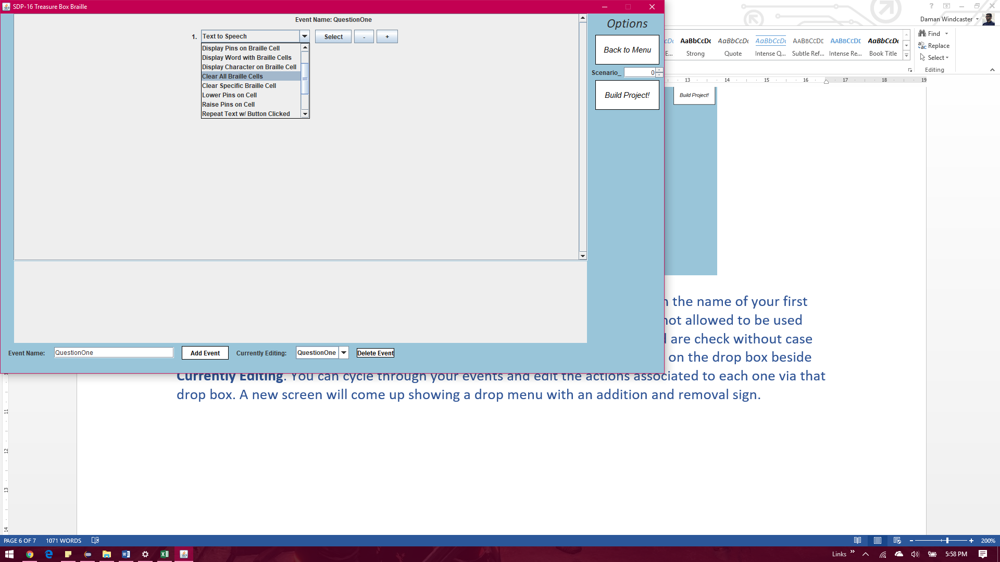 SDP-16 Treasure Box Braille
Event Name: QuestionOne
1. Text to Speech Select - +
Display Pins on Braille Cell
Display Word with Braille Cells
Display Character on Braille Cell
Clear All Braille Cells
Clear Specific Braille Cell
Lower Pins on Cell
Raise Pins on Cell
Repeat Text w/ Button Clicked
Options
Back to Menu
Scenario_ 0
Build Project!
Event Name: QuestionOne Add Event Currently Editing: QuestionOne Delete Event
Daman Windcaster
AaBbCcDc AaBbCcDc AaBbCcDc AABBCCDE AABBCCDE AaBbCcDc
E... Strong Quote Intense Q... Subtle Ref... Intense Re... Book Title
Find
Replace
Select
Editing
13 14 15 16 17 18 19
Build Project!
the name of your first
not allowed to be used
are check without case
on the drop box beside
Currently Editing. You can cycle through your events and edit the actions associated to each one via that
drop box. A new screen will come up showing a drop menu with an addition and removal sign.
11
12
13
14
PAGE 6 OF 7 1071 WORDS 200%
Links 5:58 PM